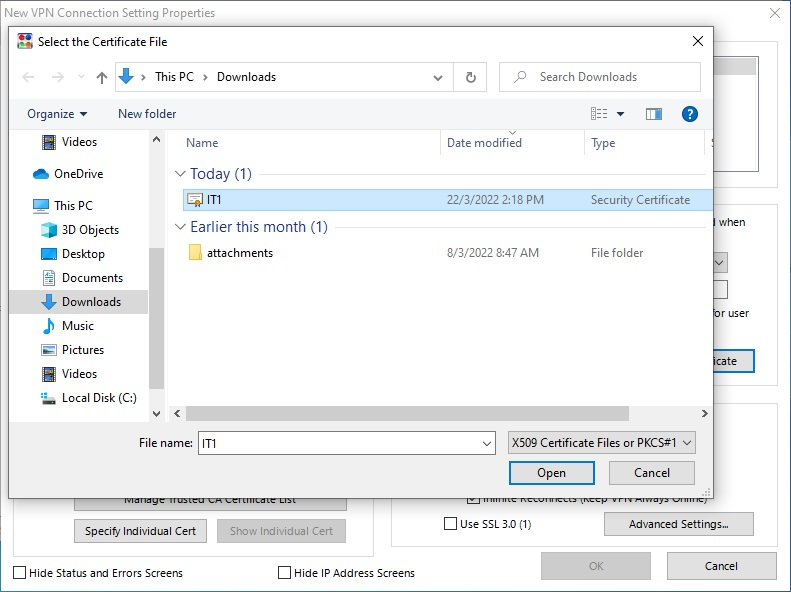 New VPN Connection Setting Properties
Select the Certificate File
This PC > Downloads
Search Downloads
Organize
New folder
?
Name
Date modified
Type
Videos
OneDrive
This PC
3D Objects
Desktop
Documents
Downloads
Music
Pictures
Videos
Local Disk (C:)
Today (1)
IT1 22/3/2022 2:18 PM Security Certificate
Earlier this month (1)
attachments 8/3/2022 8:47 AM File folder
when
for user
icate
File name: IT1
X509 Certificate Files or PKCS#1
Open
Cancel
Manage Trusted CA Certificate List
Infinite Reconnects (Keep VPN Always Online)
Specify Individual Cert
Show Individual Cert
Use SSL 3.0 (1)
Advanced Settings...
Hide Status and Errors Screens
Hide IP Address Screens
OK
Cancel